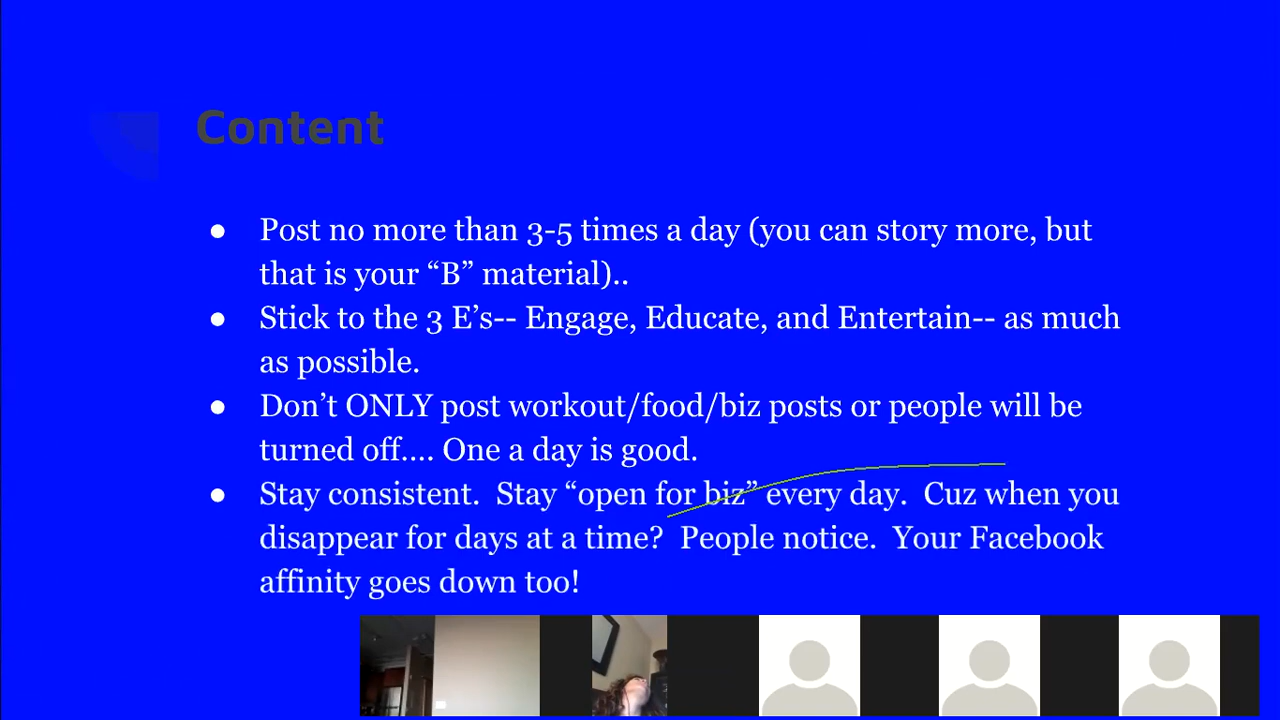 Content
● Post no more than 3-5 times a day (you can story more, but
that is your “B” material)..
● Stick to the 3 E’s-- Engage, Educate, and Entertain-- as much
as possible.
● Don’t ONLY post workout/food/biz posts or people will be
turned off.... One a day is good.
● Stay consistent.  Stay “open for biz” every day.  Cuz when you
disappear for days at a time?  People notice.  Your Facebook
affinity goes down too!